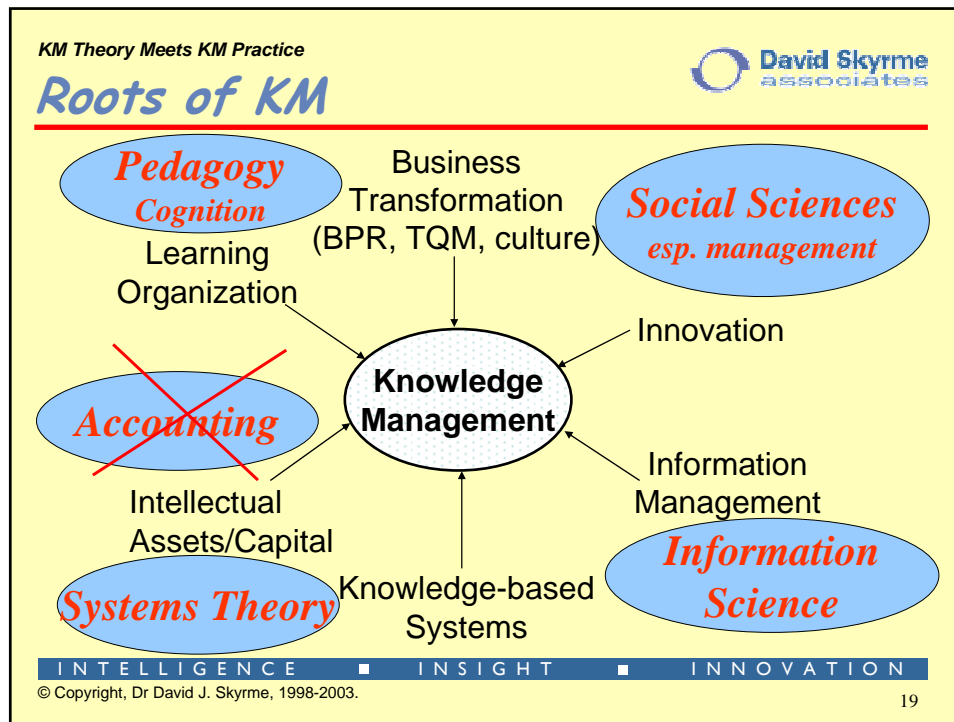 KM Theory Meets KM Practice
Roots of KM
David Skyrme
associates
Pedagogy
Cognition
Learning
Organization
Business
Transformation
(BPR, TQM, culture)
Social Sciences
esp. management
Innovation
Knowledge
Management
Accounting
Intellectual
Assets/Capital
Information
Management
Systems Theory
Knowledge-based
Systems
Information
Science
INTELLIGENCE ■ INSIGHT ■ INNOVATION
© Copyright, Dr David J. Skyrme, 1998-2003.
19